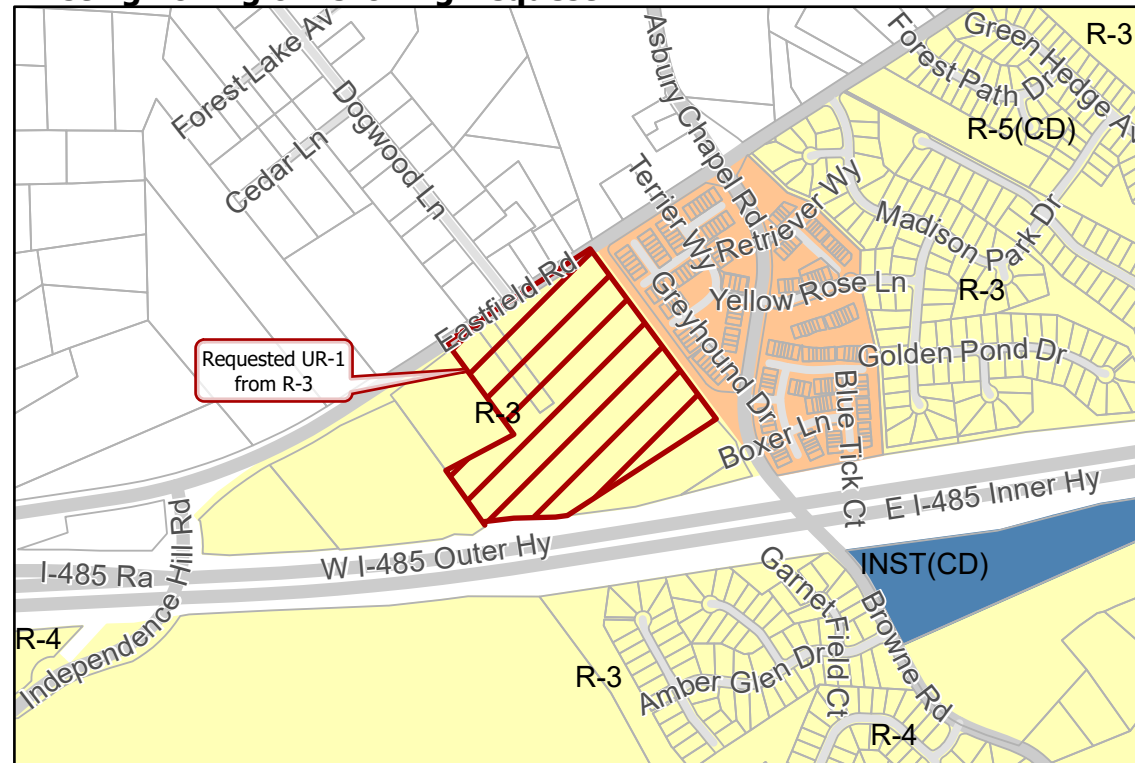 Forest Lake Av
Cedar Ln
Dogwood Ln
Asbury Chapel Rd
Forest Path Dr
Green Hedge Av
R-3
R-5(CD)
Terrier Wy
Retriever Wy
Madison Park Dr
R-3
Eastfield Rd
Greyhound Dr
Yellow Rose Ln
Golden Pond Dr
Requested UR-1
from R-3
R-3
Boxer Ln
Blue Tick Ct
E I-485 Inner Hy
W I-485 Outer Hy
I-485 Ra
Independence Hill Rd
R-4
INST(CD)
Garnet Field Ct
Browne Rd
Amber Glen Dr
R-3
R-4